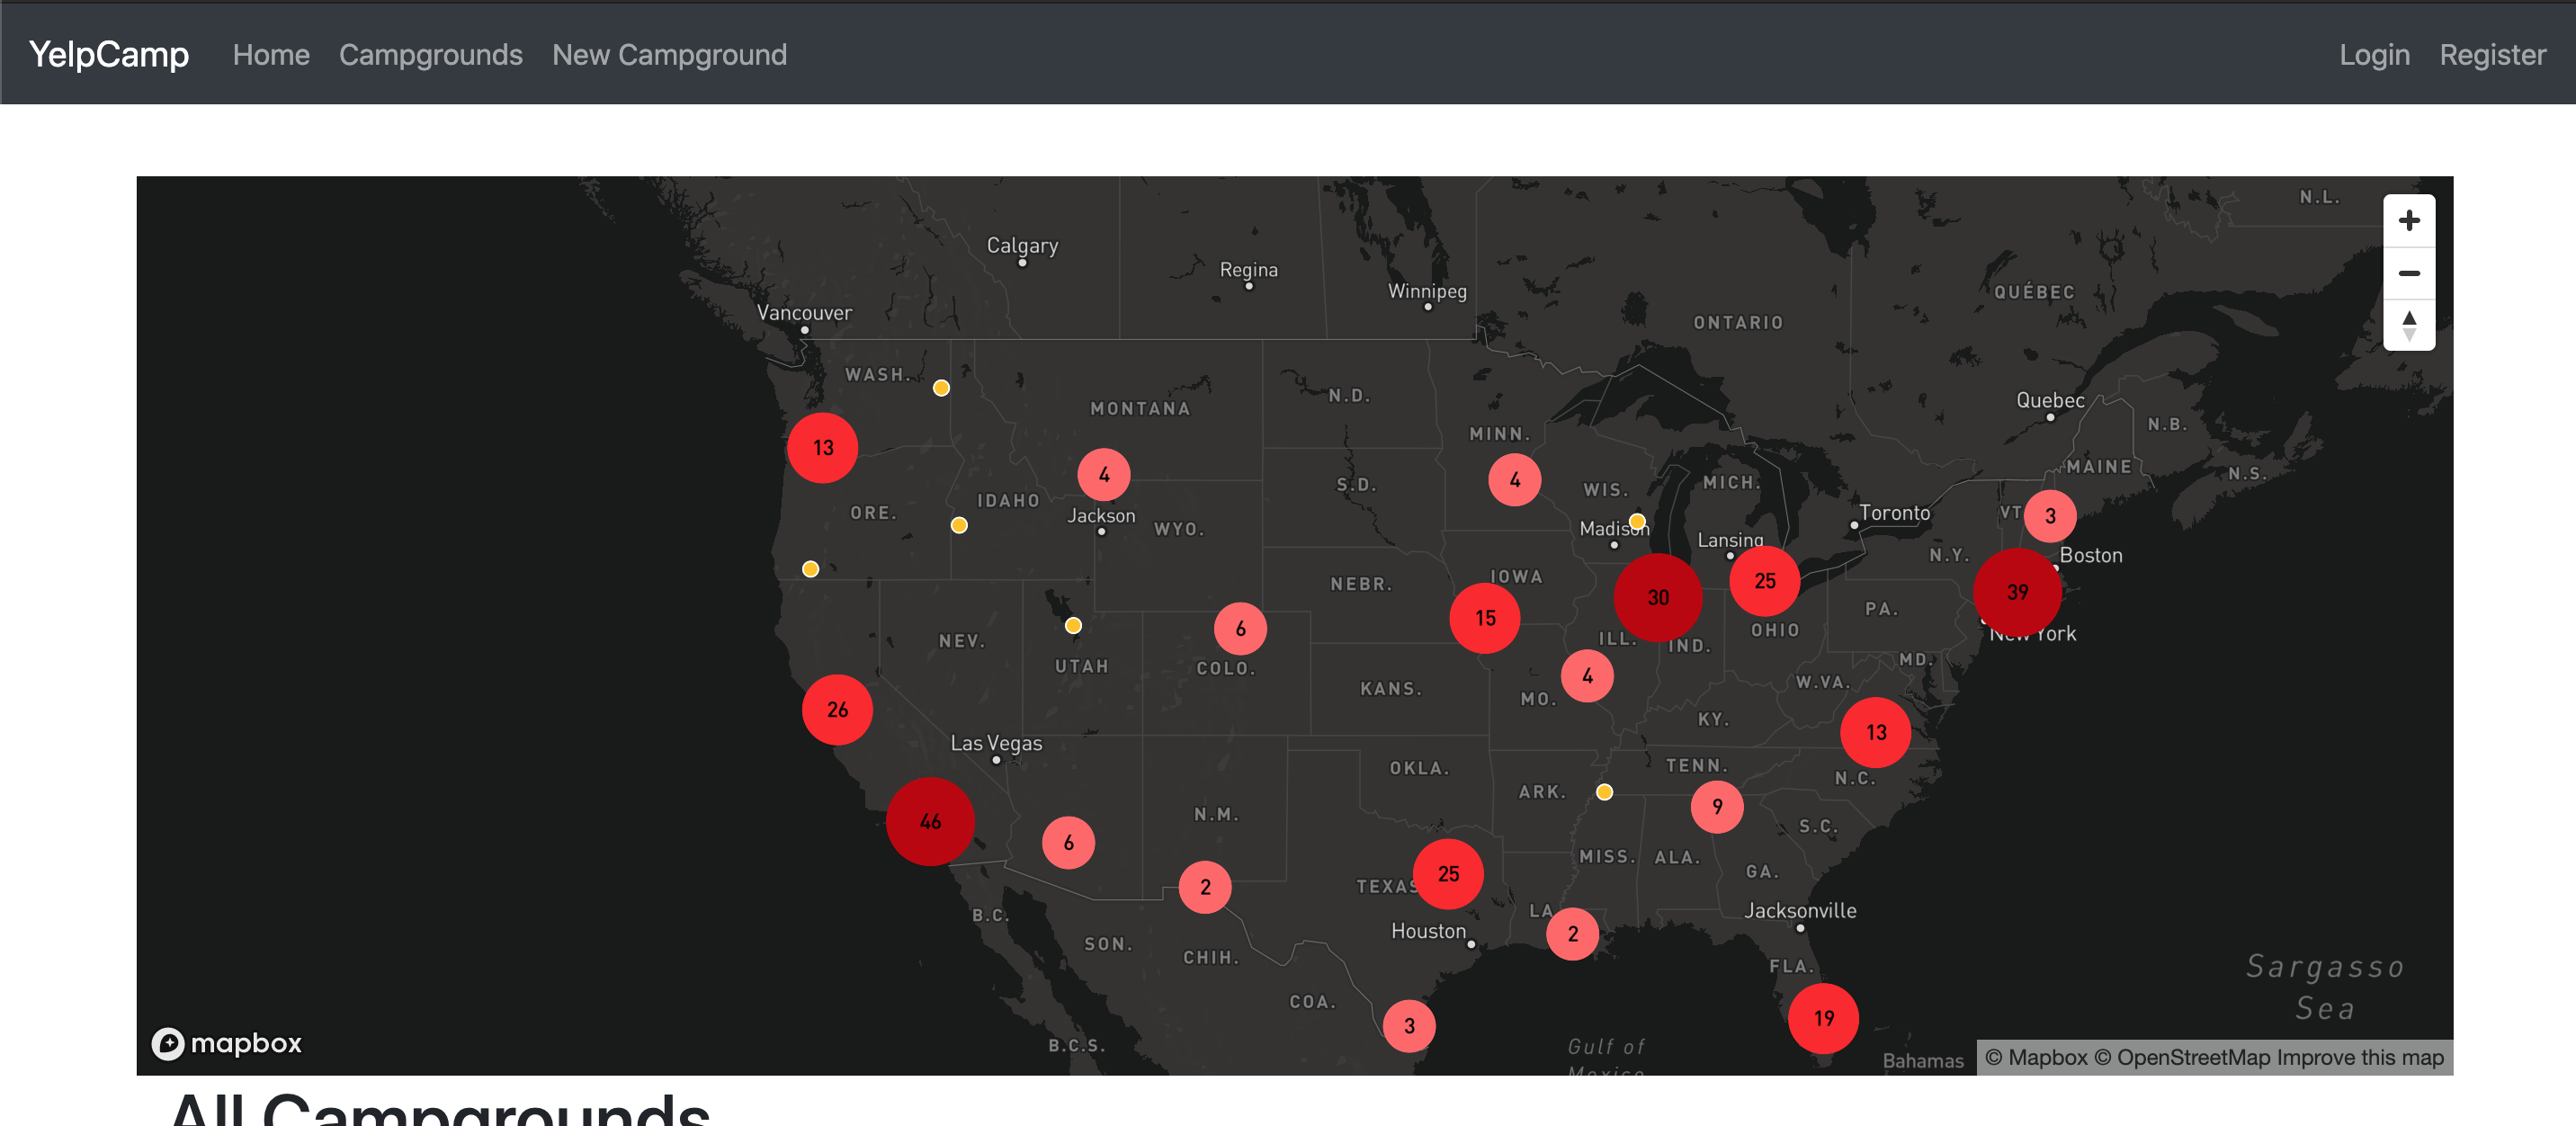 YelpCamp Home Campgrounds New Campground Login Register
N.L.
+
Calgary
Regina
Winnipeg
QUÉBEC
−
Vancouver
ONTARIO
WASH.
N.D.
MONTANA
Quebec
N.B.
MINN.
13
MAINE
4
4
S.D.
WIS.
MICH.
N.S.
IDAHO
ORE.
Jackson
WYO.
Toronto
VT
3
Madison
Lansing
N.Y.
Boston
NEBR.
IOWA
25
30
39
PA.
15
6
NEV.
ILL.
IND.
OHIO
New York
UTAH
COLO.
4
MD.
KANS.
MO.
W.VA.
26
KY.
13
Las Vegas
OKLA.
TENN.
N.C.
ARK.
46
N.M.
9
6
S.C.
MISS.
ALA.
GA.
2
TEXAS
25
B.C.
LA
Jacksonville
Houston
2
SON.
CHIH.
FLA.
Sargasso
Sea
COA.
3
19
mapbox
B.C.S.
Gulf of
Mexico
Bahamas
© Mapbox © OpenStreetMap Improve this map
All Campgrounds